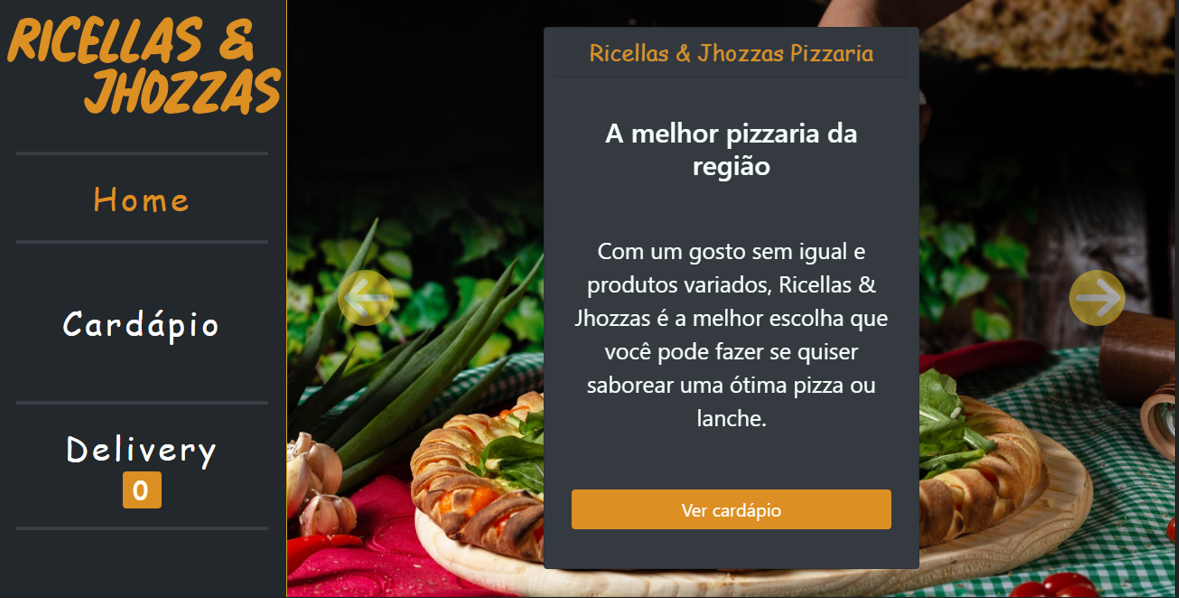 RICELLAS &
JHOZZAS
Home
Cardápio
Delivery
0
Ricellas & Jhozzas Pizzaria
A melhor pizzaria da
região
Com um gosto sem igual e
produtos variados, Ricellas &
Jhozzas é a melhor escolha que
você pode fazer se quiser
saborear uma ótima pizza ou
lanche.
Ver cardápio